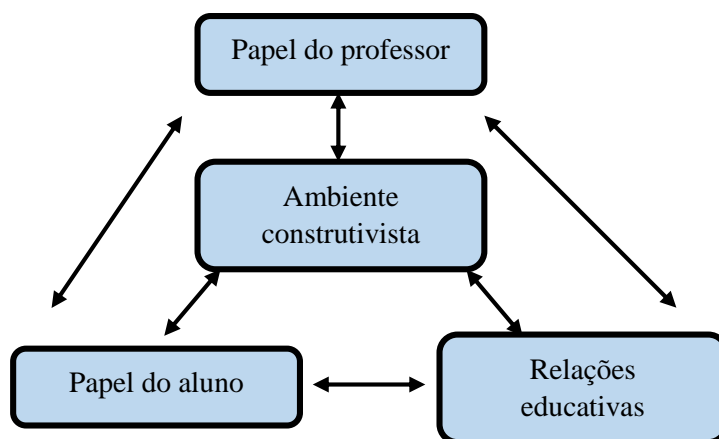 Papel do professor
Ambiente
construtivista
Papel do aluno
Relações
educativas